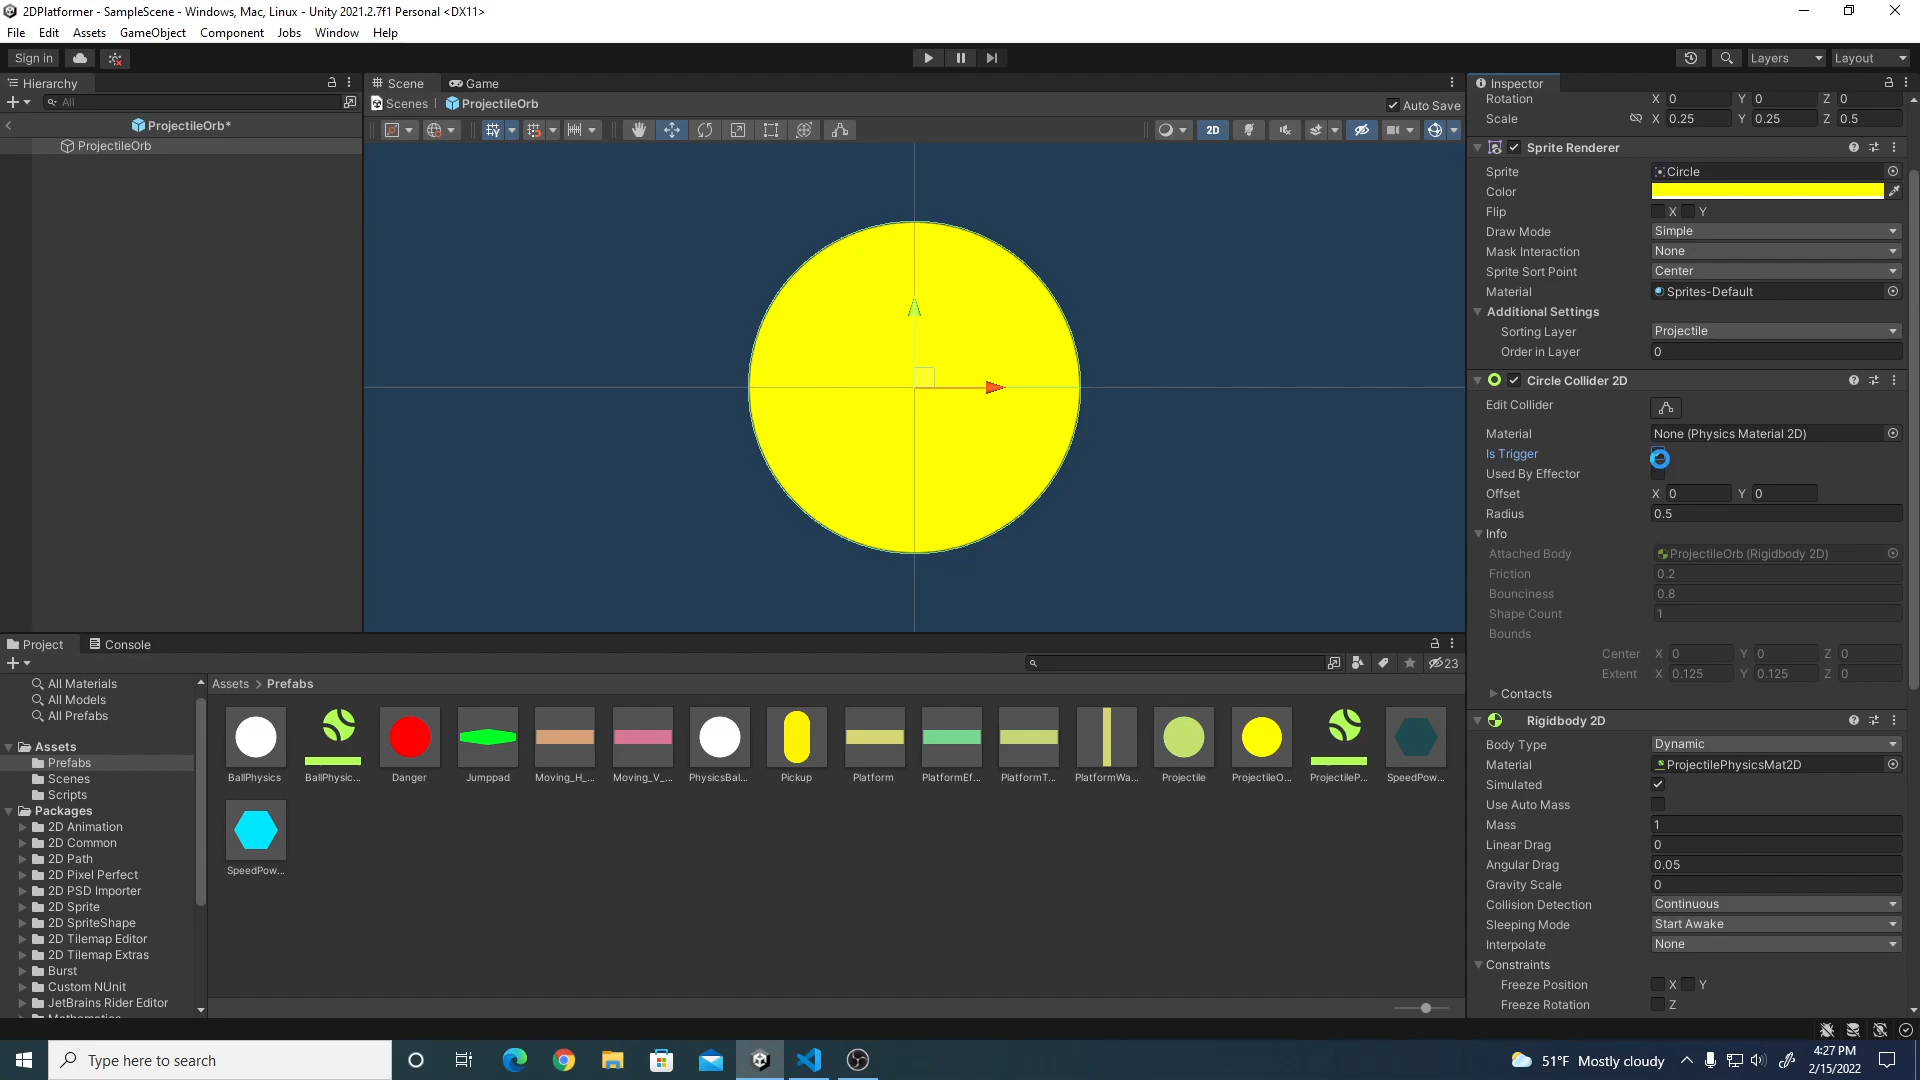 2DPlatformer - SampleScene - Windows, Mac, Linux - Unity 2021.2.7f1 Personal <DX11>
File Edit Assets GameObject Component Jobs Window Help
Sign in
Layers
Layout
Hierarchy
All
ProjectileOrb*
ProjectileOrb
Scene
Game
Scenes
ProjectileOrb
Auto Save
2D
Inspector
Rotation X 0 Y 0 Z 0
Scale X 0.25 Y 0.25 Z 0.5
Sprite Renderer
Sprite Circle
Color
Flip X Y
Draw Mode Simple
Mask Interaction None
Sprite Sort Point Center
Material Sprites-Default
Additional Settings
Sorting Layer Projectile
Order in Layer 0
Circle Collider 2D
Edit Collider
Material None (Physics Material 2D)
Is Trigger
Used By Effector
Offset X 0 Y 0
Radius 0.5
Info
Attached Body ProjectileOrb (Rigidbody 2D)
Friction 0.2
Bounciness 0.8
Shape Count 1
Bounds
Center X 0 Y 0 Z 0
Extent X 0.125 Y 0.125 Z 0
Contacts
Rigidbody 2D
Body Type Dynamic
Material ProjectilePhysicsMat2D
Simulated
Use Auto Mass
Mass 1
Linear Drag 0
Angular Drag 0.05
Gravity Scale 0
Collision Detection Continuous
Sleeping Mode Start Awake
Interpolate None
Constraints
Freeze Position X Y
Freeze Rotation Z
Project
Console
23
All Materials
All Models
All Prefabs
Assets
Prefabs
Scenes
Scripts
Packages
2D Animation
2D Common
2D Path
2D Pixel Perfect
2D PSD Importer
2D Sprite
2D SpriteShape
2D Tilemap Editor
2D Tilemap Extras
Burst
Custom NUnit
JetBrains Rider Editor
Assets > Prefabs
BallPhysics BallPhysic... Danger Jumppad Moving_H_... Moving_V_... PhysicsBal... Pickup Platform PlatformEf... PlatformT... PlatformWa... Projectile ProjectileO... ProjectileP... SpeedPow...
SpeedPow...
Type here to search
51°F Mostly cloudy
4:27 PM
2/15/2022